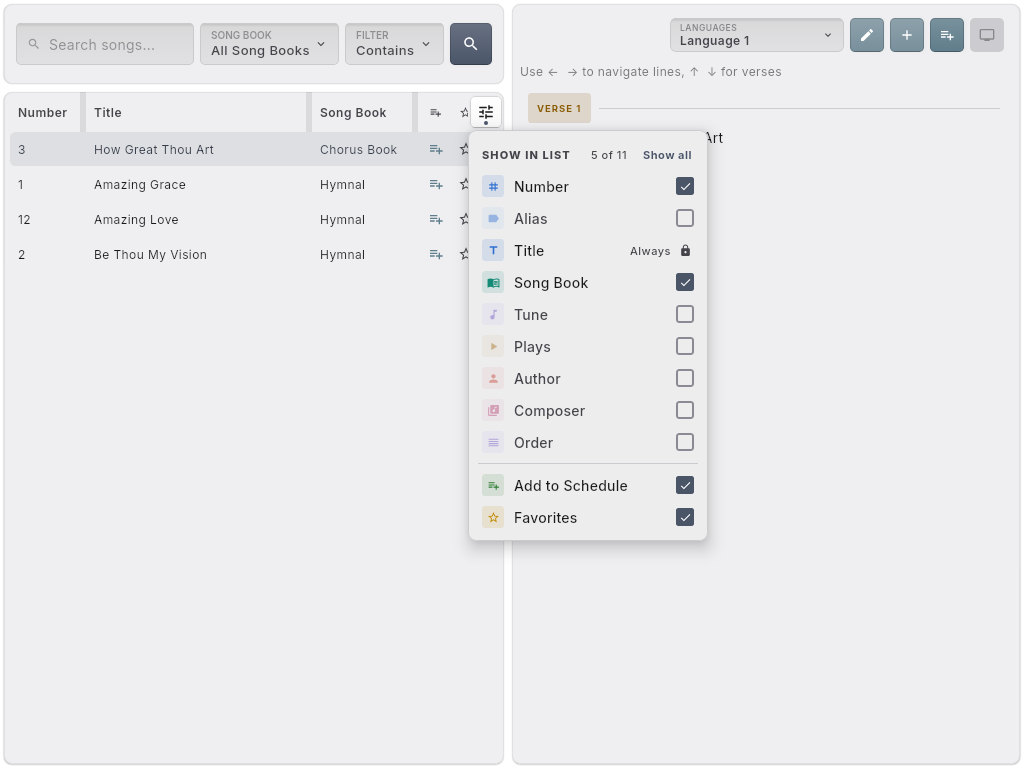 Search songs...
SONG BOOK
All Song Books
FILTER
Contains
LANGUAGES
Language 1
Use ← → to navigate lines, ↑ ↓ for verses
Number Title Song Book
3 How Great Thou Art Chorus Book
1 Amazing Grace Hymnal
12 Amazing Love Hymnal
2 Be Thou My Vision Hymnal
VERSE 1
Art
SHOW IN LIST 5 of 11 Show all
Number
Alias
Title Always
Song Book
Tune
Plays
Author
Composer
Order
Add to Schedule
Favorites